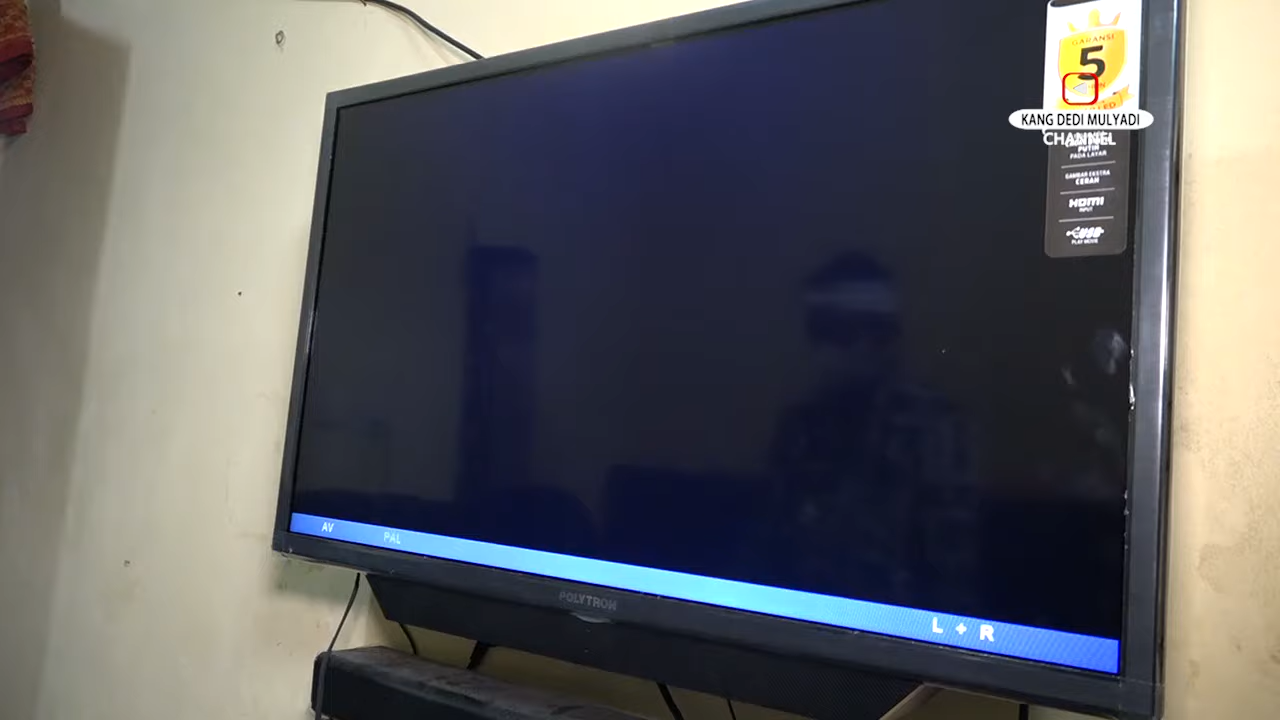 GARANSI
5
KANG DEDI MULYADI
CHANNEL
PUTIH
PADA LAYAR
GAMBAR EKSTRA
CERAH
HDMI
INPUT
USB
PLAY MOVIE
AV
PAL
L + R
POLYTRON